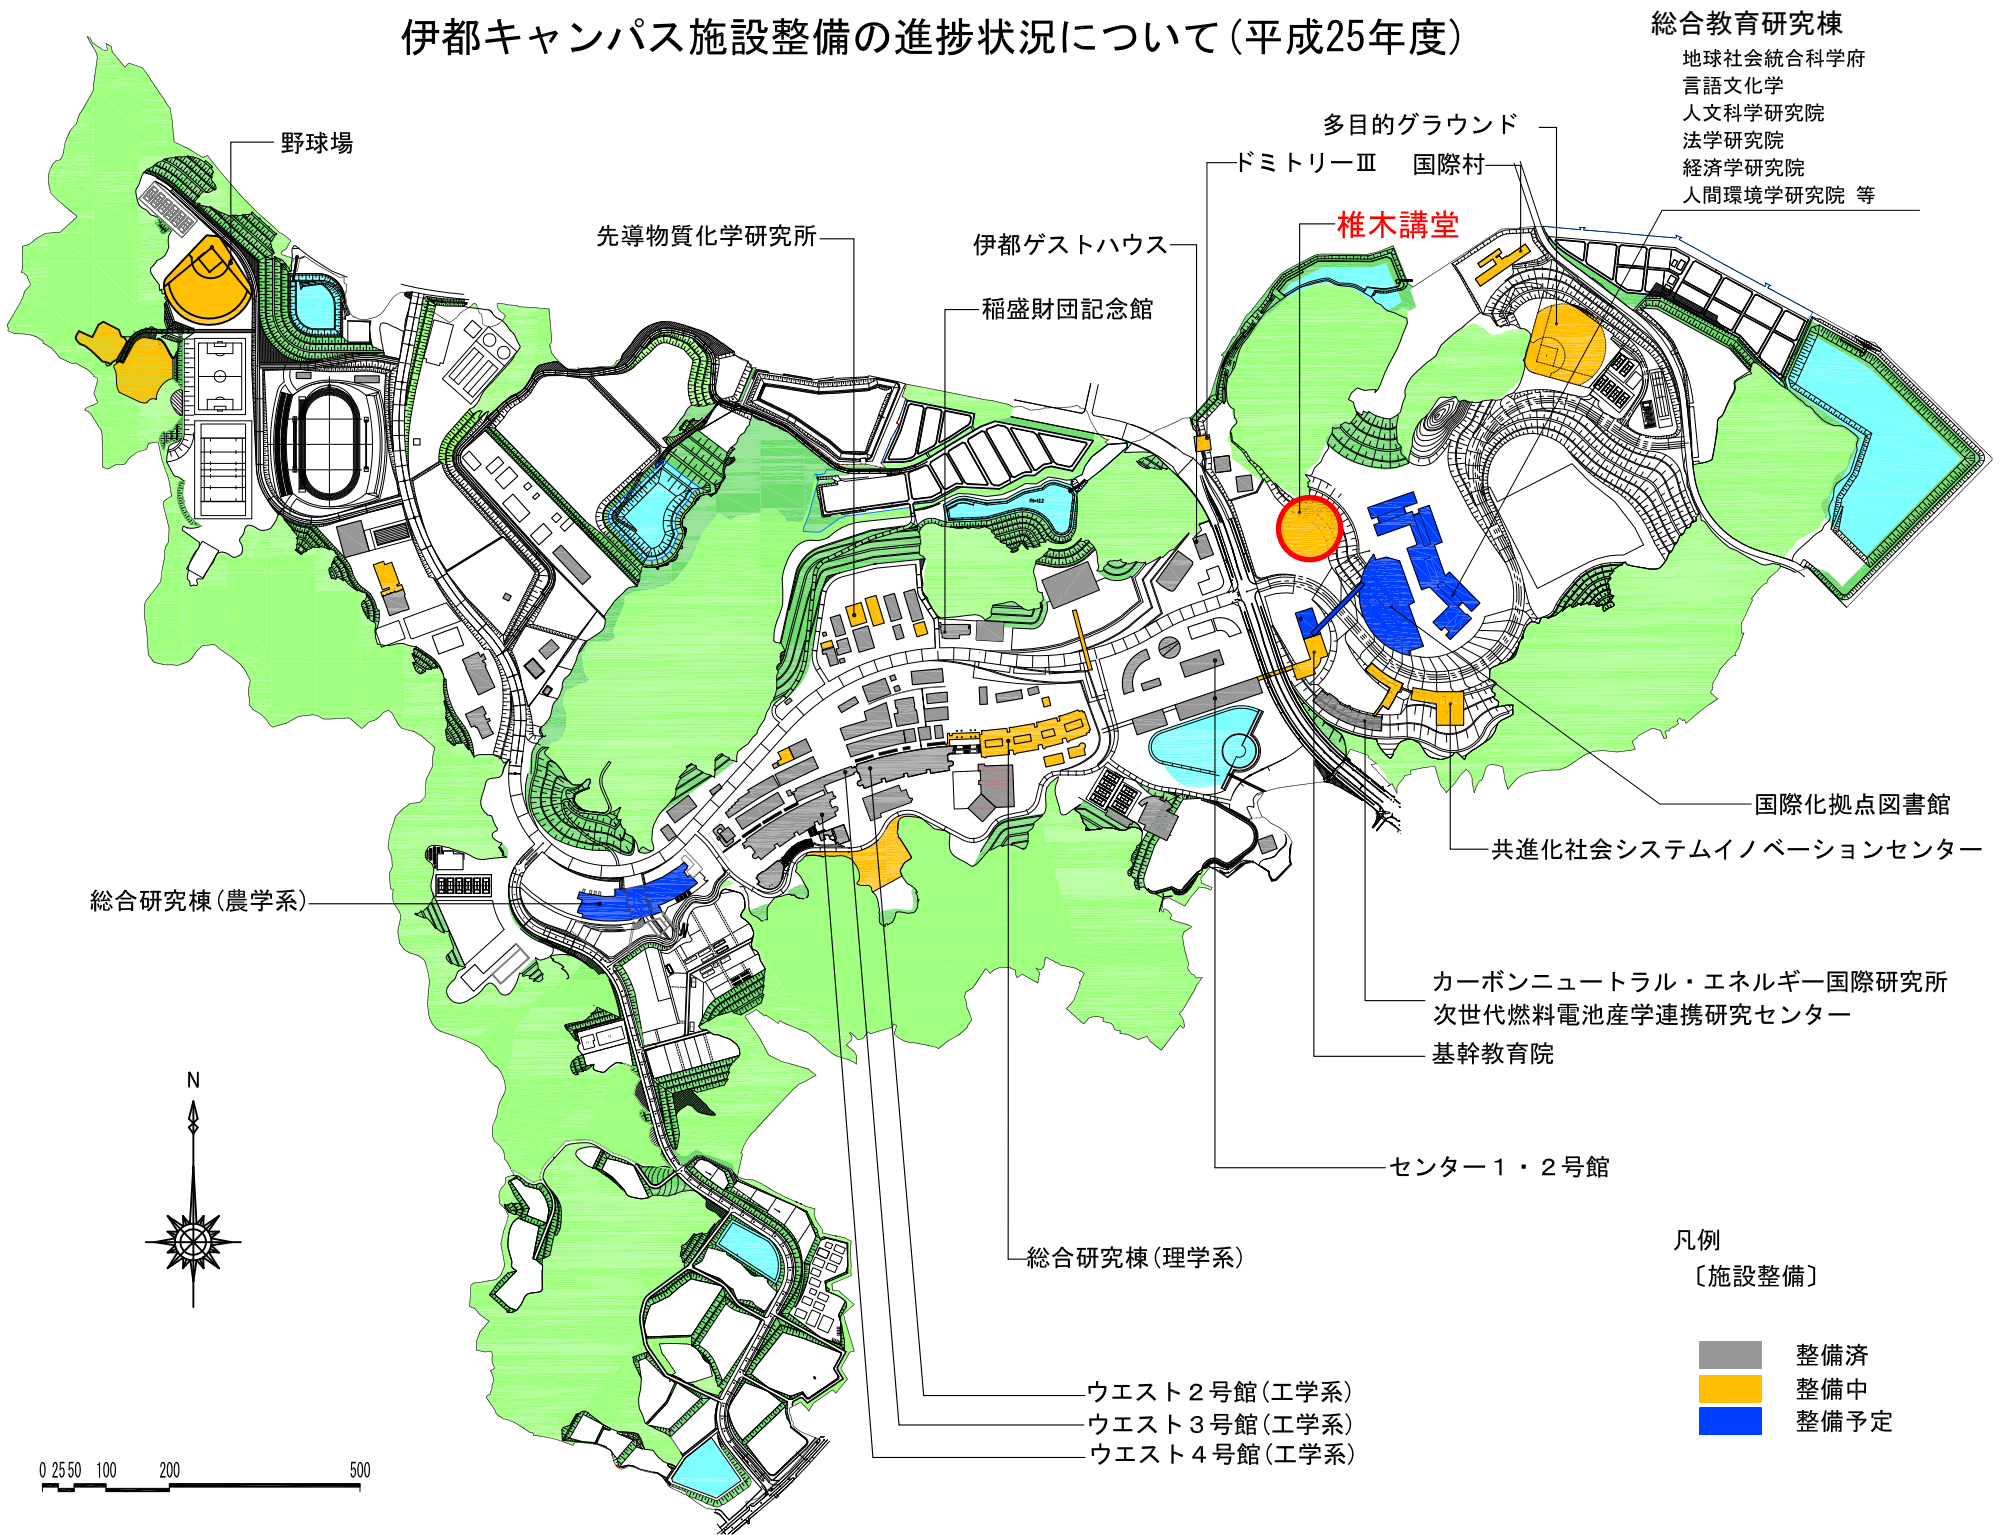 伊都キャンパス施設整備の進捗状況について(平成25年度)
総合教育研究棟
地球社会統合科学府
言語文化学
人文科学研究院
法学研究院
経済学研究院
人間環境学研究院 等
多目的グラウンド
ドミトリーⅢ
国際村
野球場
椎木講堂
先導物質化学研究所
伊都ゲストハウス
稲盛財団記念館
国際化拠点図書館
共進化社会システムイノベーションセンター
総合研究棟(農学系)
カーボンニュートラル・エネルギー国際研究所
次世代燃料電池産学連携研究センター
基幹教育院
N
センター１・２号館
総合研究棟(理学系)
凡例
〔施設整備〕
整備済
整備中
整備予定
ウエスト２号館(工学系)
ウエスト３号館(工学系)
ウエスト４号館(工学系)
0 25 50 100 200 500